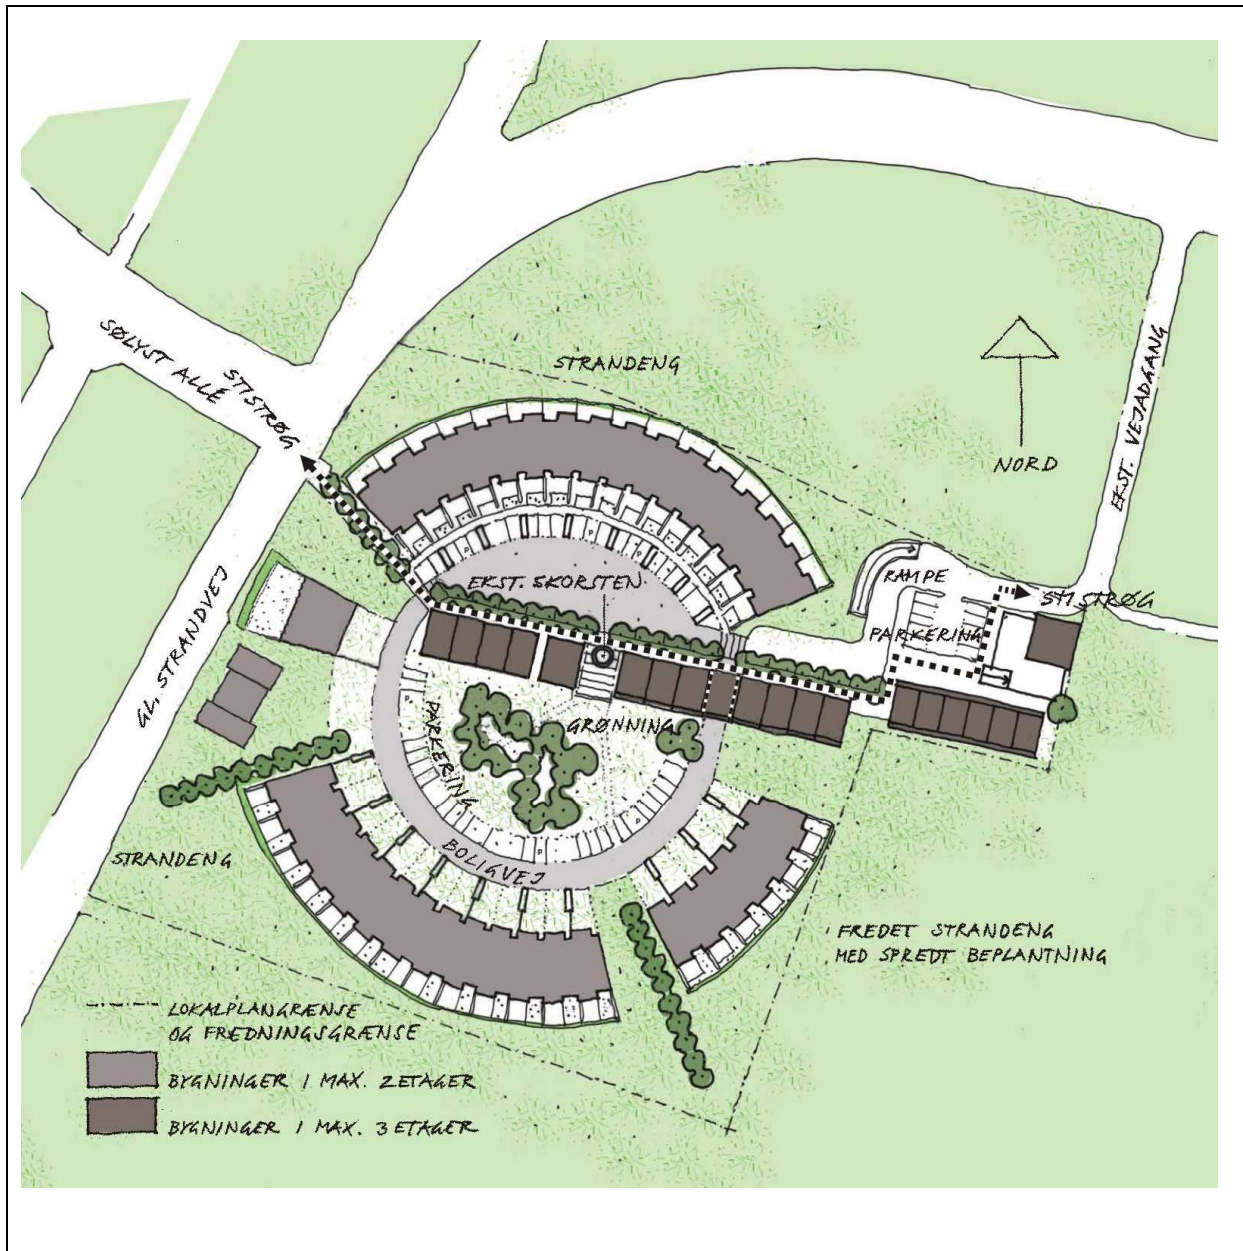 STRANDENG
SØLYST ALLE
STISTRØG
NORD
EKST. VEJADGANG
EKST. SKORSTEN
RAMPE
STISTRØG
PARKERING
GL. STRANDVEJ
PARKERING
GRØNNING
BOLIGVEJ
STRANDENG
FREDET STRANDENG
MED SPREDT BEPLANTNING
LOKALPLANGRÆNSE
OG FREDNINGSGRÆNSE
BYGNINGER I MAX. 2 ETAGER
BYGNINGER I MAX. 3 ETAGER
P
P
P
P
P